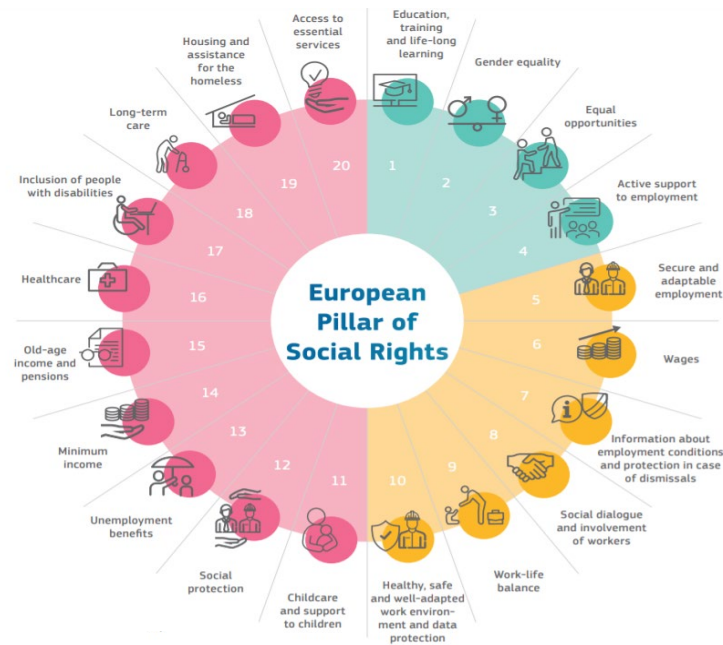 European
Pillar of
Social Rights
1
Education,
training
and life-long
learning
2
Gender equality
3
Equal
opportunities
4
Active support
to employment
5
Secure and
adaptable
employment
6
Wages
7
Information about
employment conditions
and protection in case
of dismissals
8
Social dialogue
and involvement
of workers
9
Work-life
balance
10
Healthy, safe
and well-adapted
work environ-
ment and data
protection
11
Childcare
and support
to children
12
Social
protection
13
Unemployment
benefits
14
Minimum
income
15
Old-age
income and
pensions
16
Healthcare
17
Inclusion of people
with disabilities
18
Long-term
care
19
Housing and
assistance
for the
homeless
20
Access to
essential
services
i